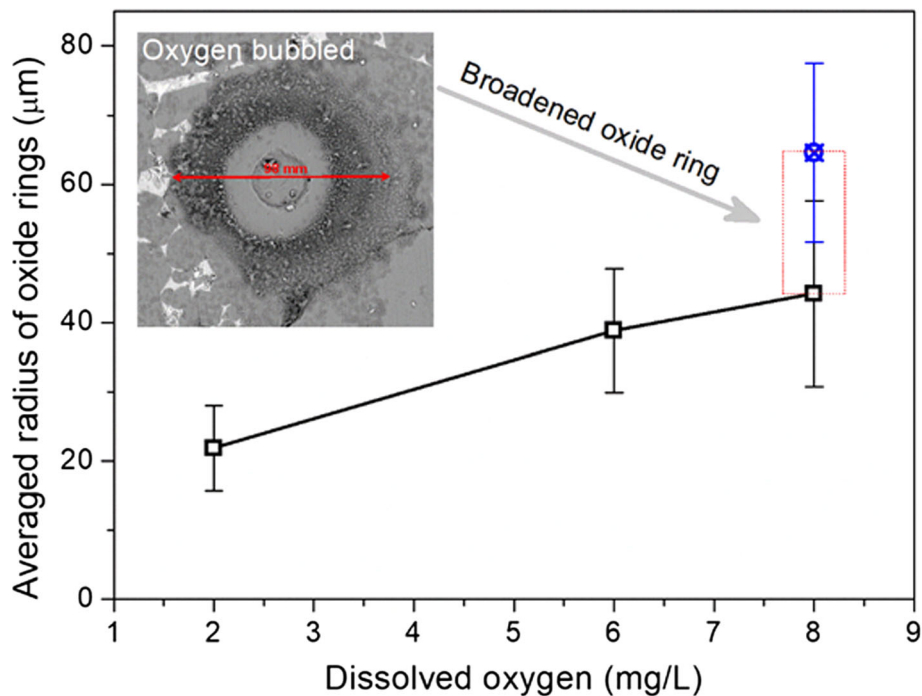 80
60
40
20
0
1
2
3
4
5
6
7
8
9
Averaged radius of oxide rings (μm)
Dissolved oxygen (mg/L)
Oxygen bubbled
mm
Broadened oxide ring